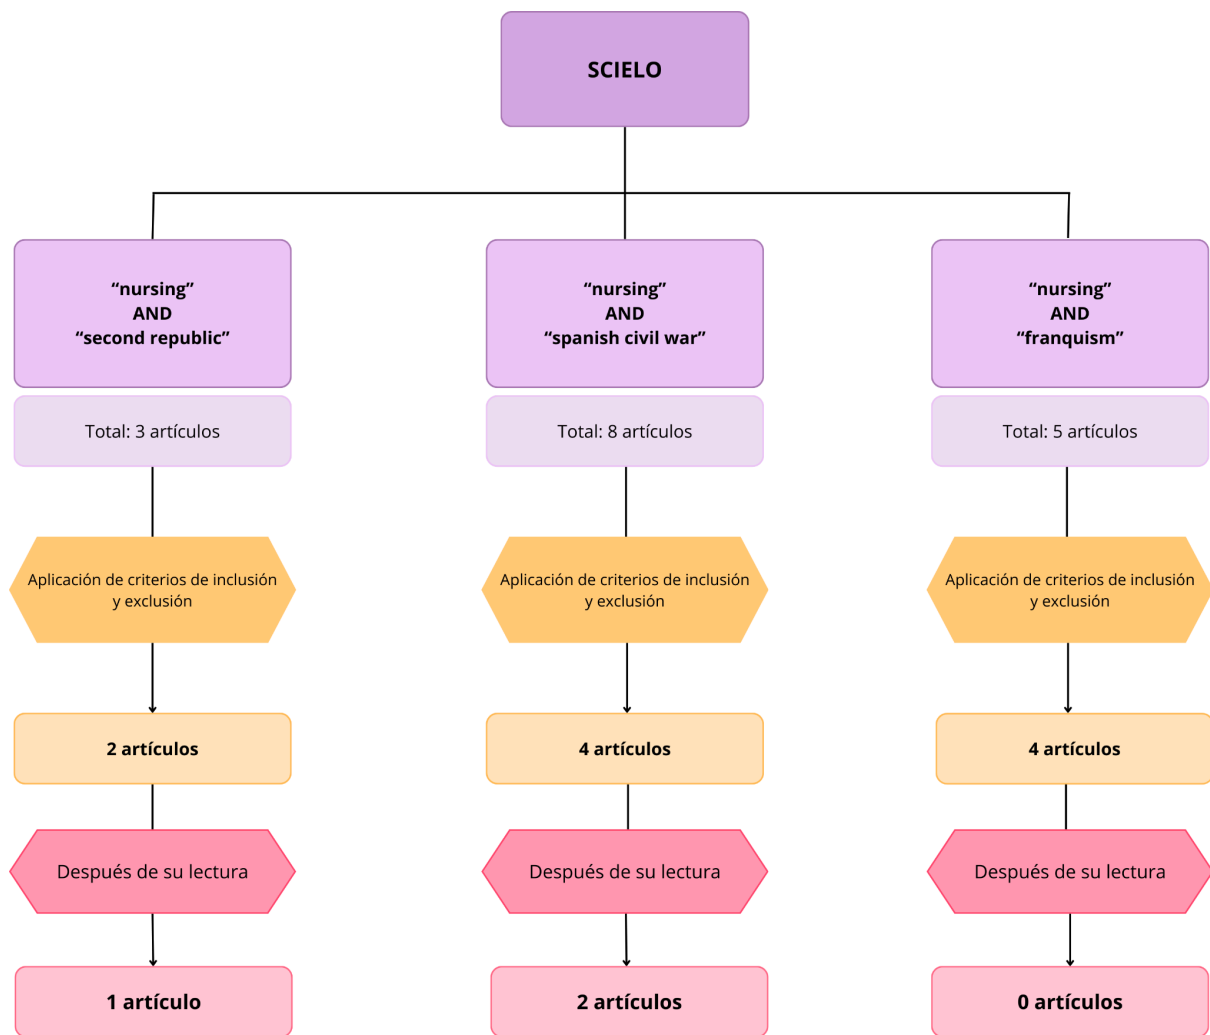 SCIELO
“nursing”
AND
“second republic”
“nursing”
AND
“spanish civil war”
“nursing”
AND
“franquism”
Total: 3 artículos
Total: 8 artículos
Total: 5 artículos
Aplicación de criterios de inclusión
y exclusión
Aplicación de criterios de inclusión
y exclusión
Aplicación de criterios de inclusión
y exclusión
2 artículos
4 artículos
4 artículos
Después de su lectura
Después de su lectura
Después de su lectura
1 artículo
2 artículos
0 artículos